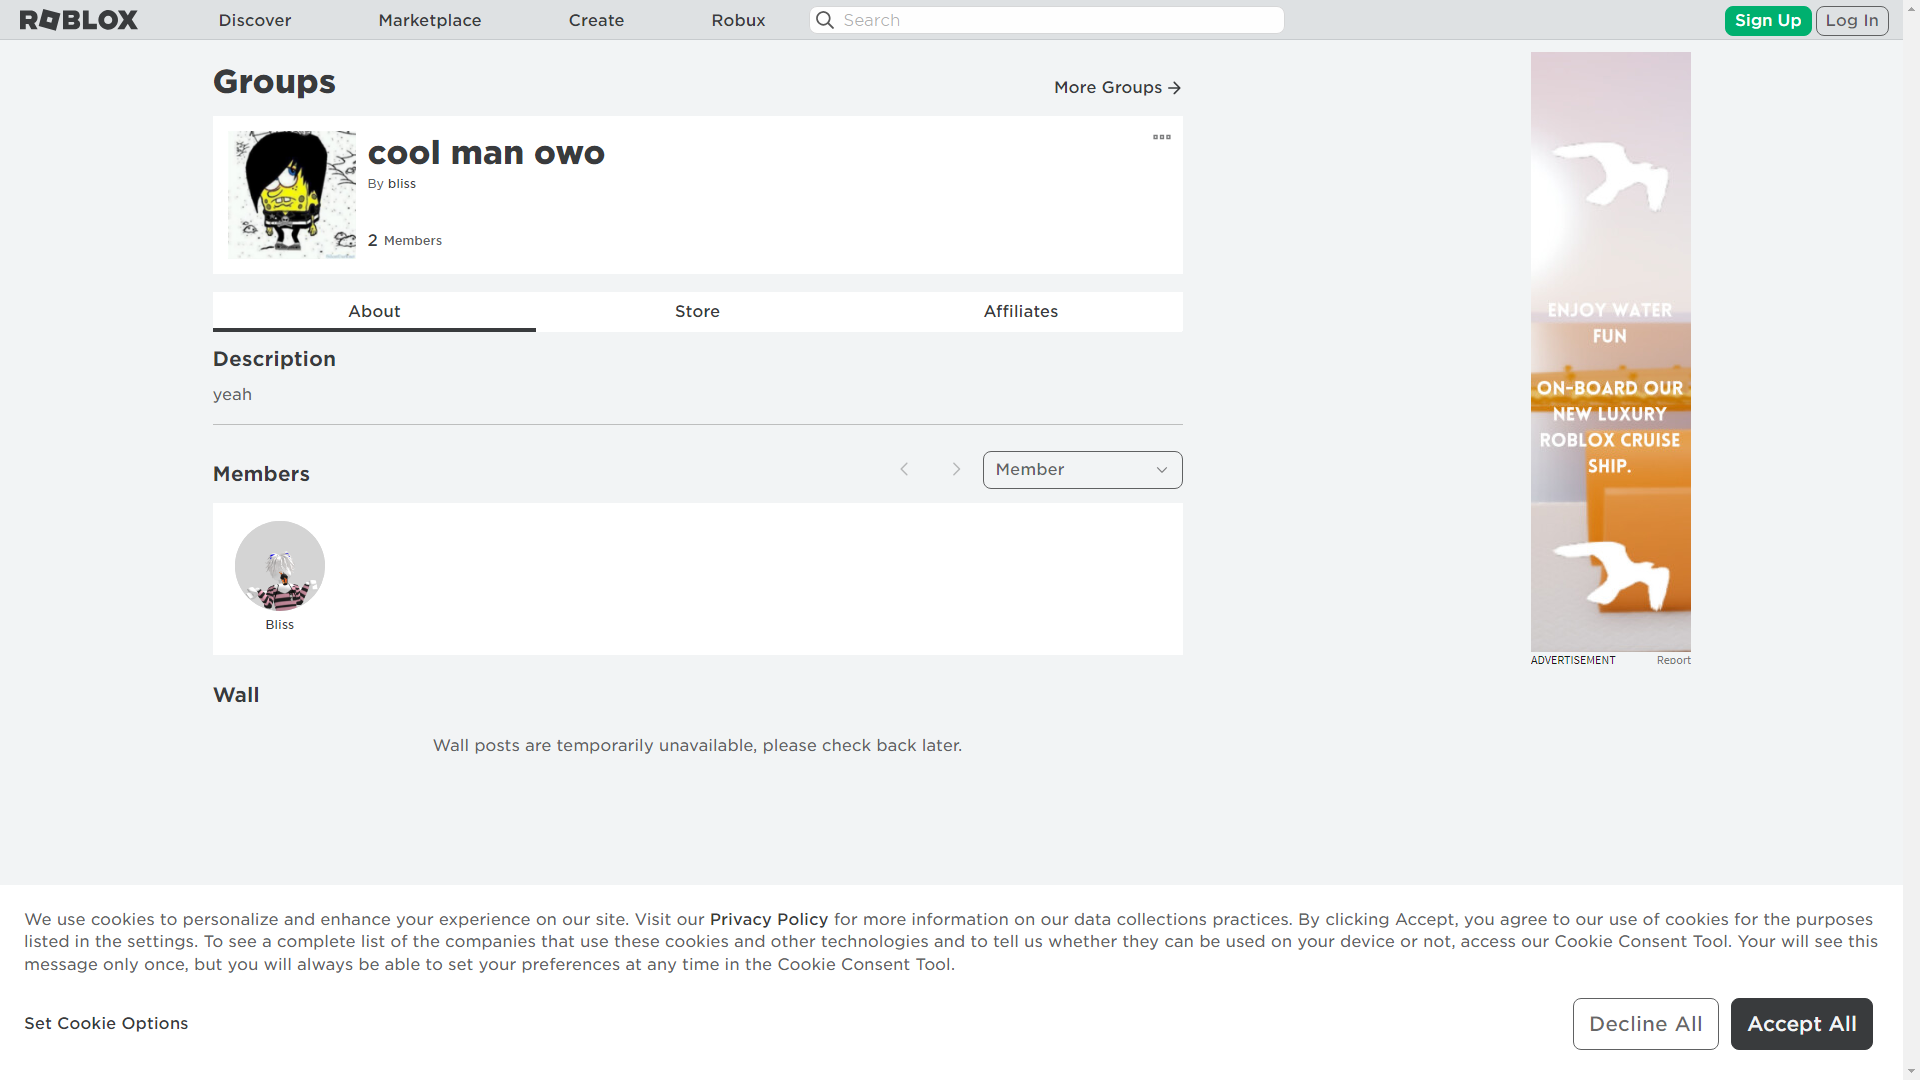 ROBLOX
Discover
Marketplace
Create
Robux
Search
Sign Up
Log In
Groups
More Groups
cool man owo
By bliss
2 Members
About
Store
Affiliates
Description
yeah
Members
Member
Bliss
Wall
Wall posts are temporarily unavailable, please check back later.
ENJOY WATER
FUN
ON-BOARD OUR
NEW LUXURY
ROBLOX CRUISE
SHIP.
ADVERTISEMENT
Report
We use cookies to personalize and enhance your experience on our site. Visit our Privacy Policy for more information on our data collections practices. By clicking Accept, you agree to our use of cookies for the purposes
listed in the settings. To see a complete list of the companies that use these cookies and other technologies and to tell us whether they can be used on your device or not, access our Cookie Consent Tool. Your will see this
message only once, but you will always be able to set your preferences at any time in the Cookie Consent Tool.
Set Cookie Options
Decline All
Accept All